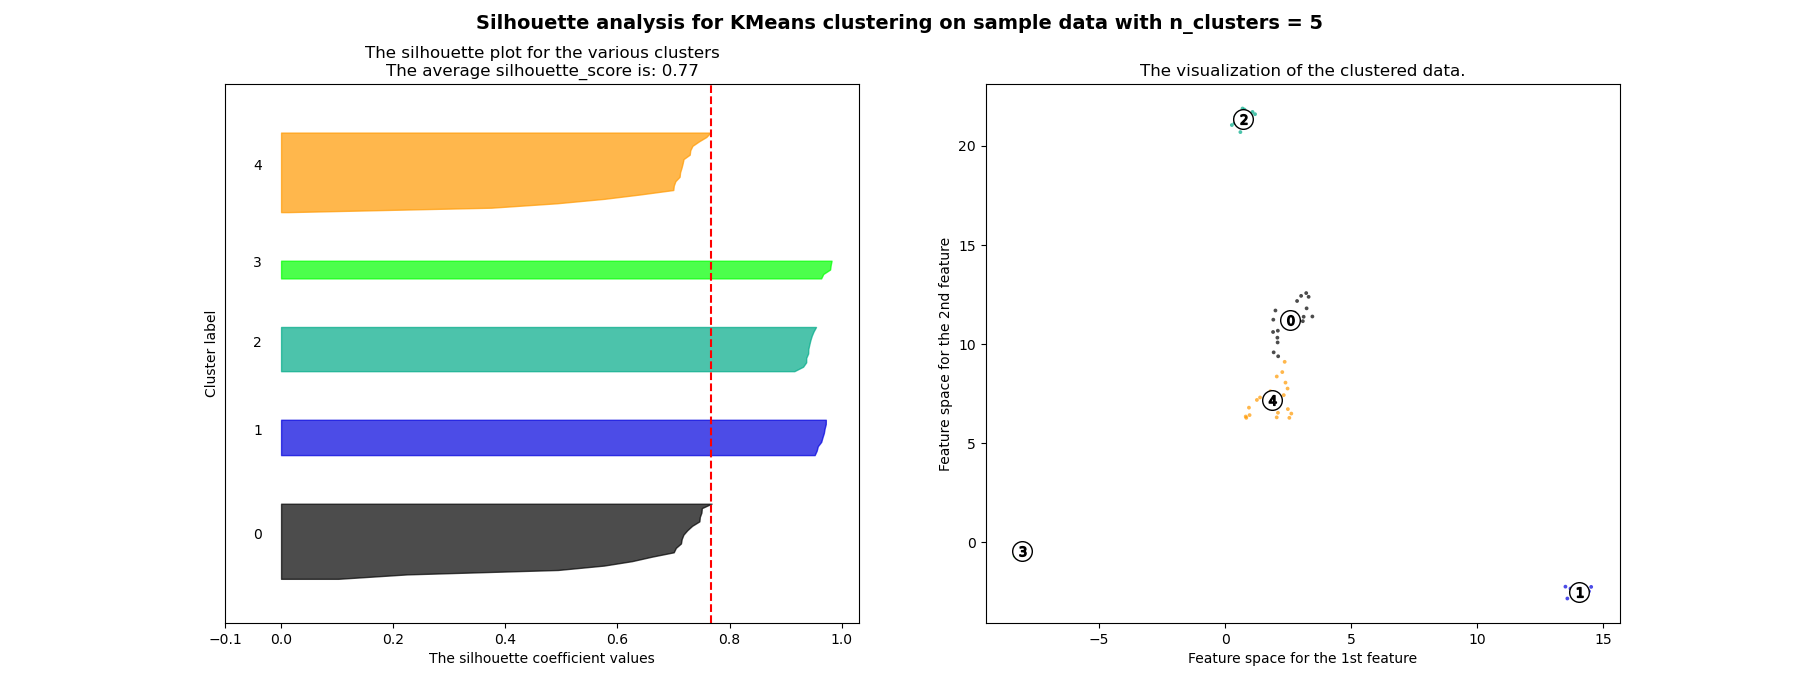 Silhouette analysis for KMeans clustering on sample data with n_clusters = 5
The silhouette plot for the various clusters
The average silhouette_score is: 0.77
4
3
2
1
0
Cluster label
−0.1 0.0 0.2 0.4 0.6 0.8 1.0
The silhouette coefficient values
The visualization of the clustered data.
2
0
4
3
1
20
15
10
5
0
Feature space for the 2nd feature
−5 0 5 10 15
Feature space for the 1st feature